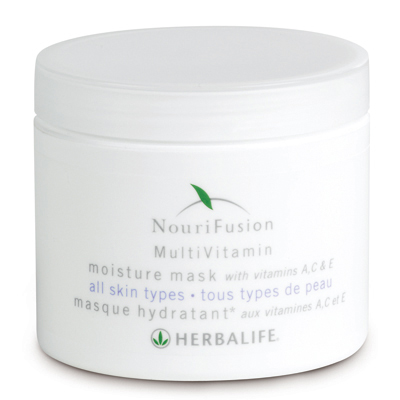 NouriFusion
MultiVitamin
moisture mask with vitamins A,C & E
all skin types • tous types de peau
masque hydratant* aux vitamines A,C et E
HERBALIFE.